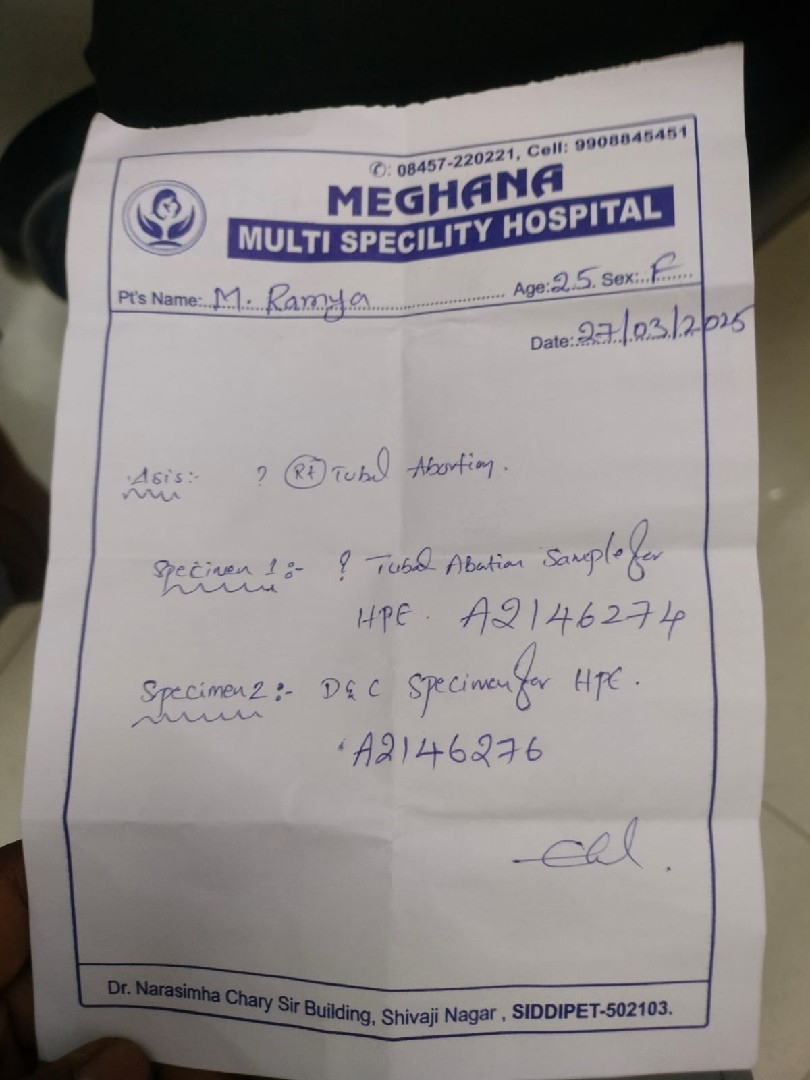 ✆: 08457-220221, Cell: 9908845451
MEGHANA
MULTI SPECILITY HOSPITAL
Pt's Name: M. Ramya Age: 25. Sex: F
Date: 27/03/2025
Asis:- ? (Rt) Tubal Abortion.
Specimen 1:- ? Tubal Abation Sample for
HPE. A2146274
Specimen 2:- D&C Specimen for HPE.
A2146276
Dr. Narasimha Chary Sir Building, Shivaji Nagar, SIDDIPET-502103.